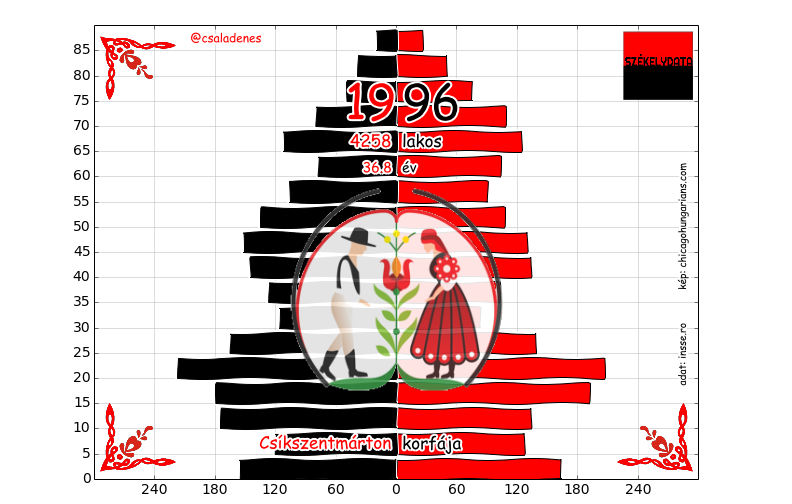 @csaladenes
SZÉKELYDATA
1996
4258 lakos
36.8 év
kép: chicagohungarians.com
adat: insse.ro
Csíkszentmárton korfája
85
80
75
70
65
60
55
50
45
40
35
30
25
20
15
10
5
0
240 180 120 60 0 60 120 180 240